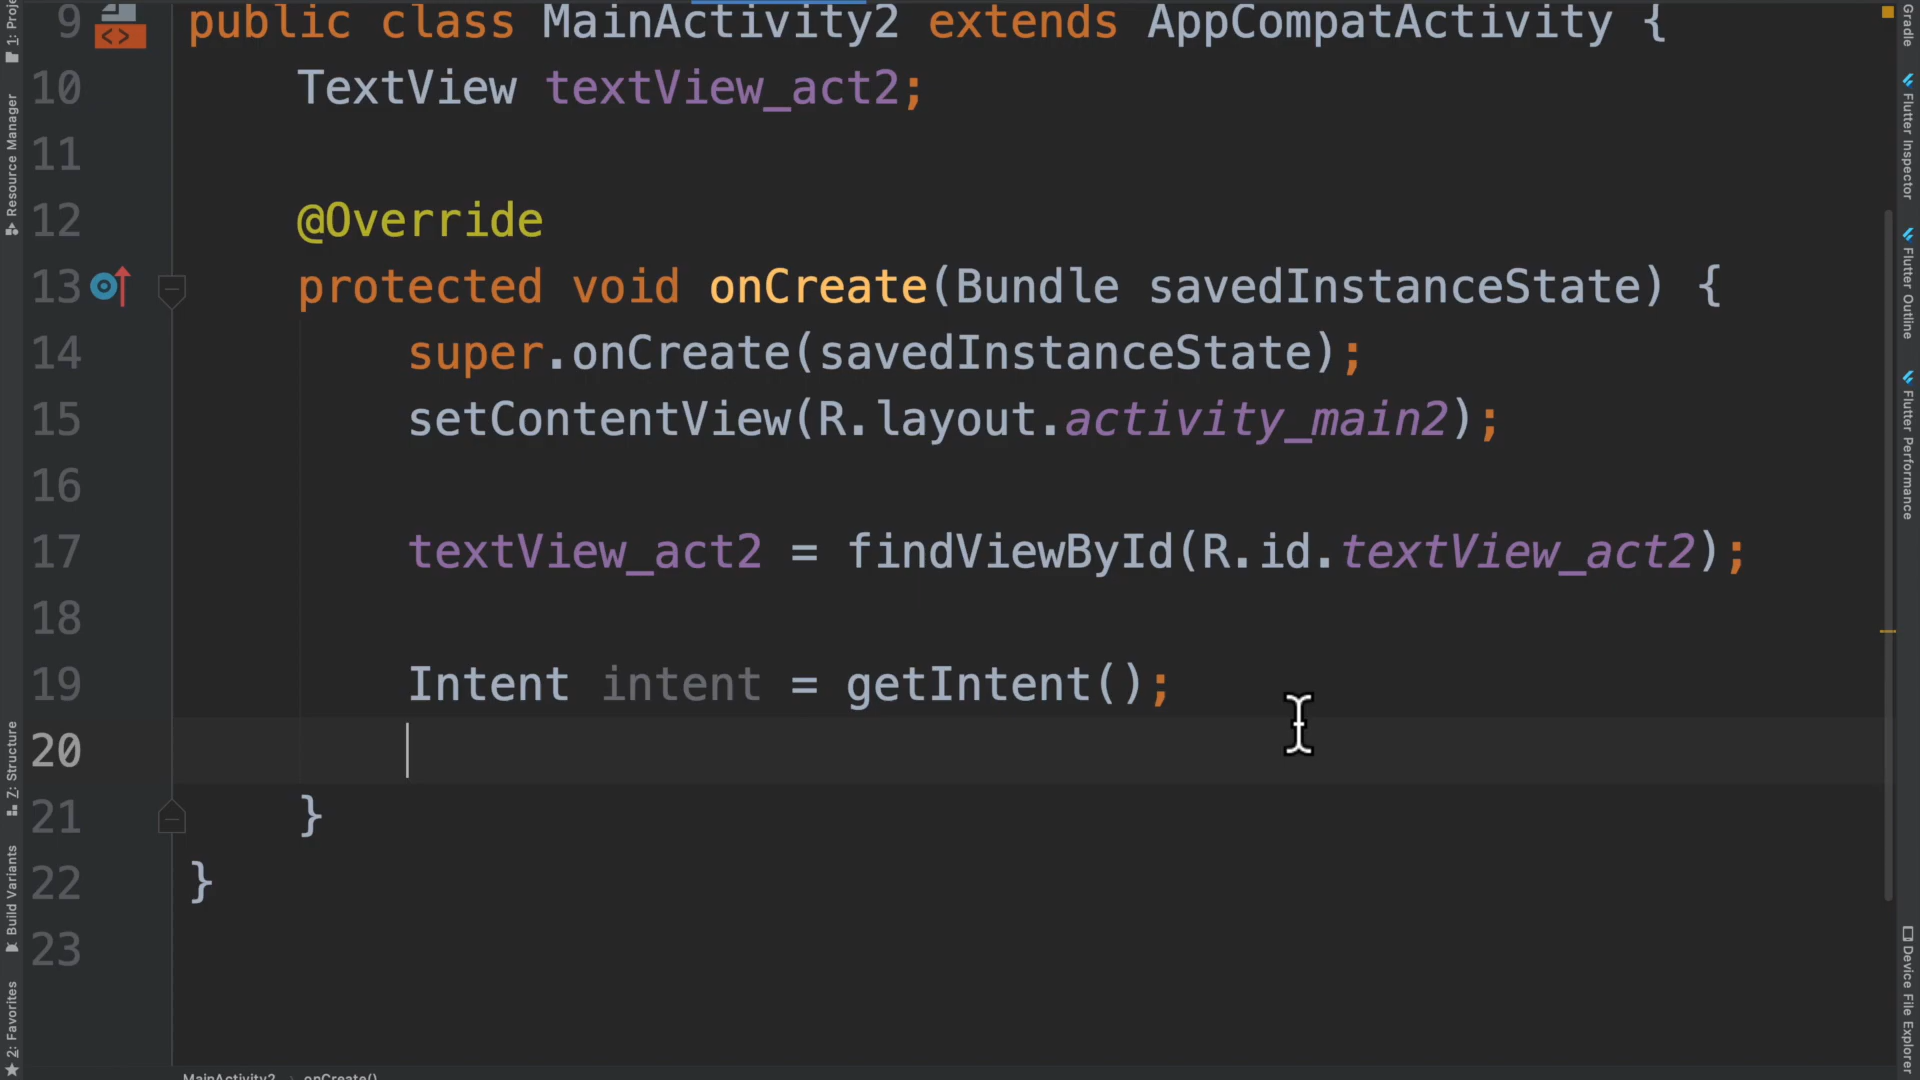 9 public class MainActivity2 extends AppCompatActivity {
10 TextView textView_act2;
11
12 @Override
13 protected void onCreate(Bundle savedInstanceState) {
14 super.onCreate(savedInstanceState);
15 setContentView(R.layout.activity_main2);
16
17 textView_act2 = findViewById(R.id.textView_act2);
18
19 Intent intent = getIntent();
20
21 }
22 }
23
Resource Manager
Z: Structure
Build Variants
2: Favorites
Gradle
Flutter Inspector
Flutter Outline
Flutter Performance
Device File Explorer
MainActivity2 > onCreate()